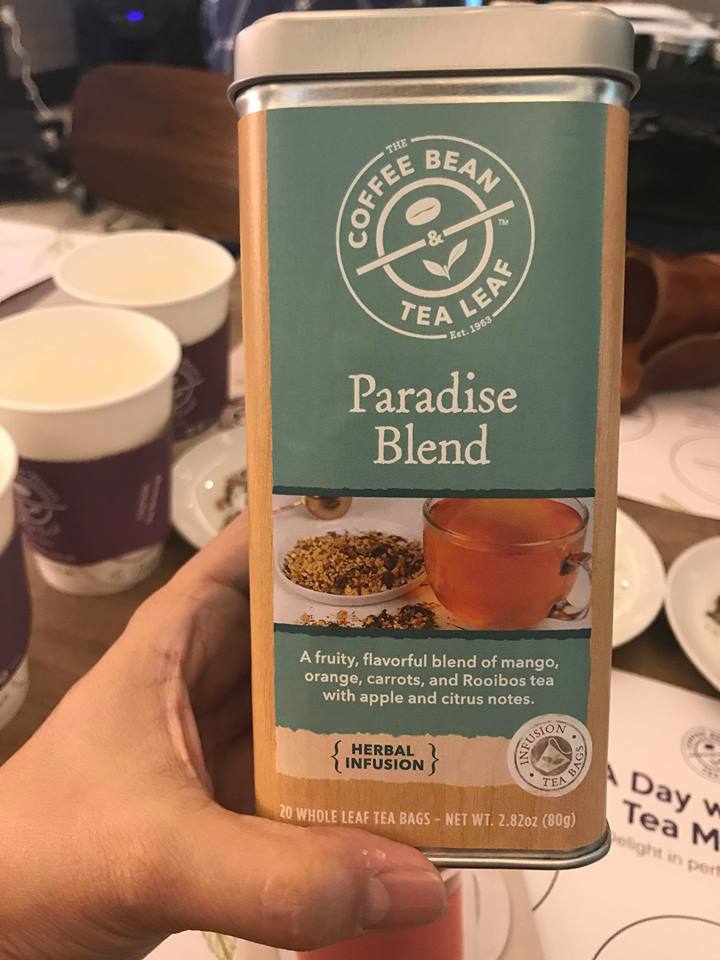 THE
COFFEE BEAN
&
TEA LEAF
TM
Est. 1963
Paradise
Blend
A fruity, flavorful blend of mango,
orange, carrots, and Rooibos tea
with apple and citrus notes.
{ HERBAL
INFUSION }
INFUSION
TEA BAGS
20 WHOLE LEAF TEA BAGS – NET WT. 2.82oz (80g)
A Day
Tea M
elight in